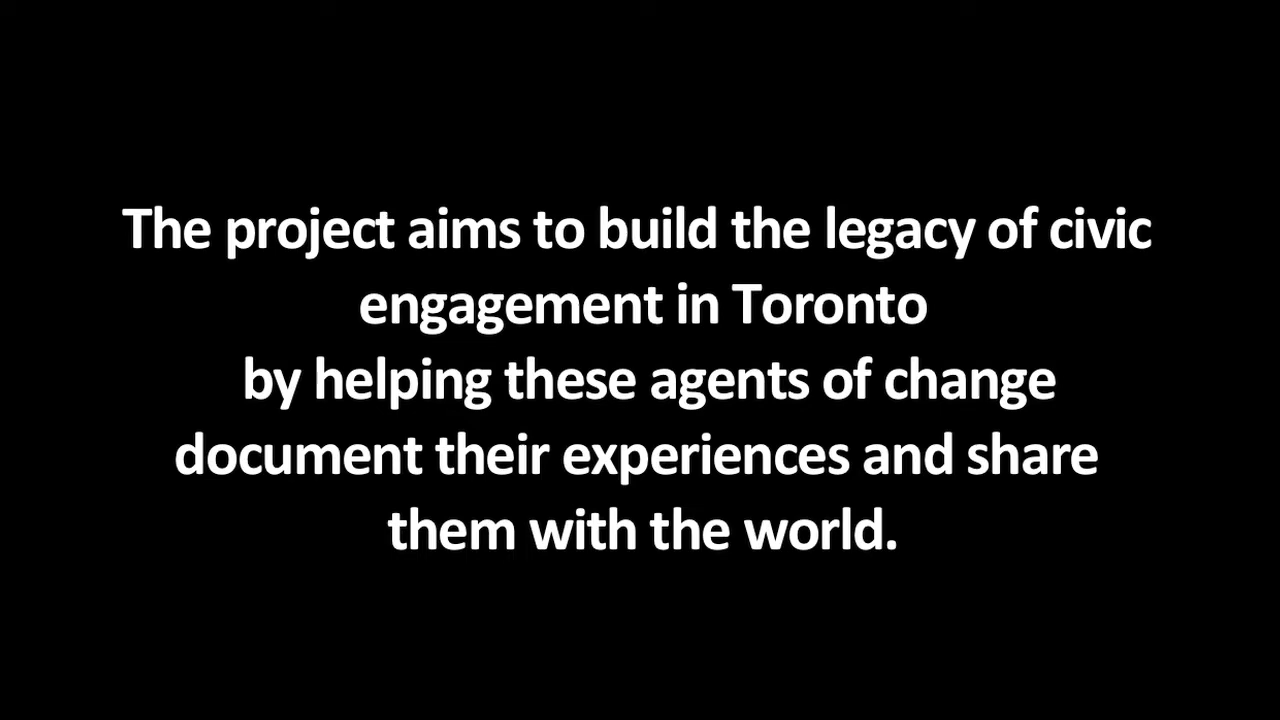 The project aims to build the legacy of civic
engagement in Toronto
by helping these agents of change
document their experiences and share
them with the world.